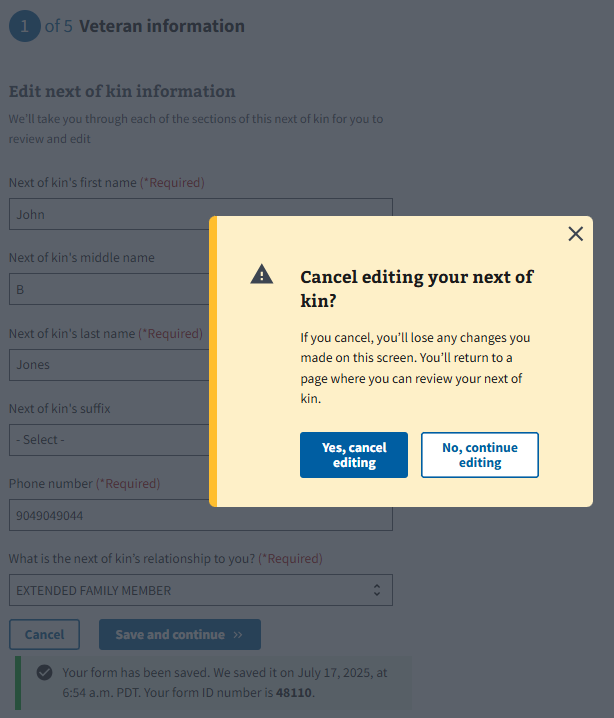 1 of 5 Veteran information
Edit next of kin information
We'll take you through each of the sections of this next of kin for you to
review and edit
Next of kin's first name (*Required)
John
Next of kin's middle name
B
Next of kin's last name (*Required)
Jones
Next of kin's suffix
- Select -
Phone number (*Required)
9049049044
What is the next of kin's relationship to you? (*Required)
EXTENDED FAMILY MEMBER
Cancel
Save and continue »
Your form has been saved. We saved it on July 17, 2025, at
6:54 a.m. PDT. Your form ID number is 48110.
Cancel editing your next of
kin?
If you cancel, you'll lose any changes you
made on this screen. You'll return to a
page where you can review your next of
kin.
Yes, cancel
editing
No, continue
editing